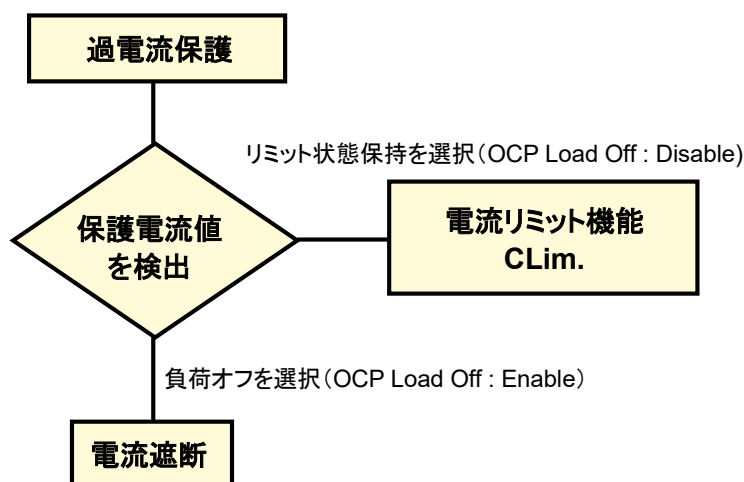 過電流保護
リミット状態保持を選択（OCP Load Off : Disable)
保護電流値
を検出
電流リミット機能
CLim.
負荷オフを選択（OCP Load Off : Enable）
電流遮断